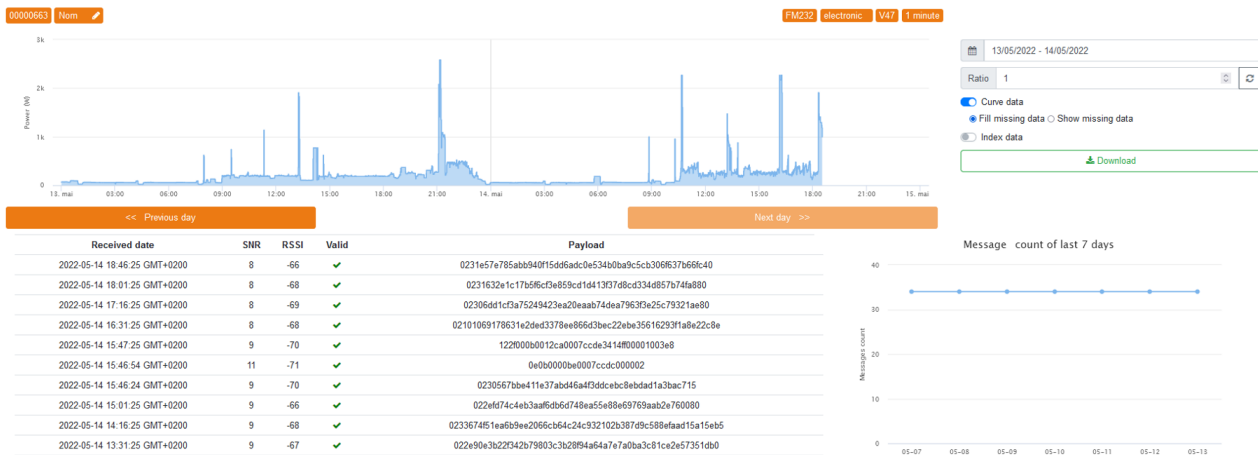 00000663 Nom FM232 electronic V47 1 minute
3k
2k
1k
0
Power (W)
13. mai 03:00 06:00 09:00 12:00 15:00 18:00 21:00 14. mai 03:00 06:00 09:00 12:00 15:00 18:00 21:00 15. mai
13/05/2022 - 14/05/2022
Ratio 1
Curve data
Fill missing data Show missing data
Index data
Download
<< Previous day Next day >>
Received date SNR RSSI Valid Payload
2022-05-14 18:46:25 GMT+0200 8 -66 0231e57e785abb940f15dd6adc0e534b0ba9c5cb306f637b66fc40
2022-05-14 18:01:25 GMT+0200 8 -68 0231632e1c17b5f6cf3e859cd1d413f37d8cd334d857b74fa880
2022-05-14 17:16:25 GMT+0200 8 -69 02306dd1cf3a75249423ea20eaab74dea7963f3e25c79321ae80
2022-05-14 16:31:25 GMT+0200 8 -68 02101069178631e2ded3378ee866d3bec22ebe35616293f1a8e22c8e
2022-05-14 15:47:25 GMT+0200 9 -70 122f000b0012ca0007ccde3414ff00001003e8
2022-05-14 15:46:54 GMT+0200 11 -71 0e0b0000be0007ccdc000002
2022-05-14 15:46:24 GMT+0200 9 -70 0230567bbe411e37abd46a4f3ddcebc8ebdad1a3bac715
2022-05-14 15:01:25 GMT+0200 9 -66 022efd74c4eb3aaf6db6d748ea55e88e69769aab2e760080
2022-05-14 14:16:25 GMT+0200 9 -68 0233674f51ea6b9ee2066cb64c24c932102b387d9c588efaad15a15eb5
2022-05-14 13:31:25 GMT+0200 9 -67 022e90e3b22f342b79803c3b28f94a64a7e7a0ba3c81ce2e57351db0
Message count of last 7 days
40
30
20
10
0
Messages count
05-07 05-08 05-09 05-10 05-11 05-12 05-13